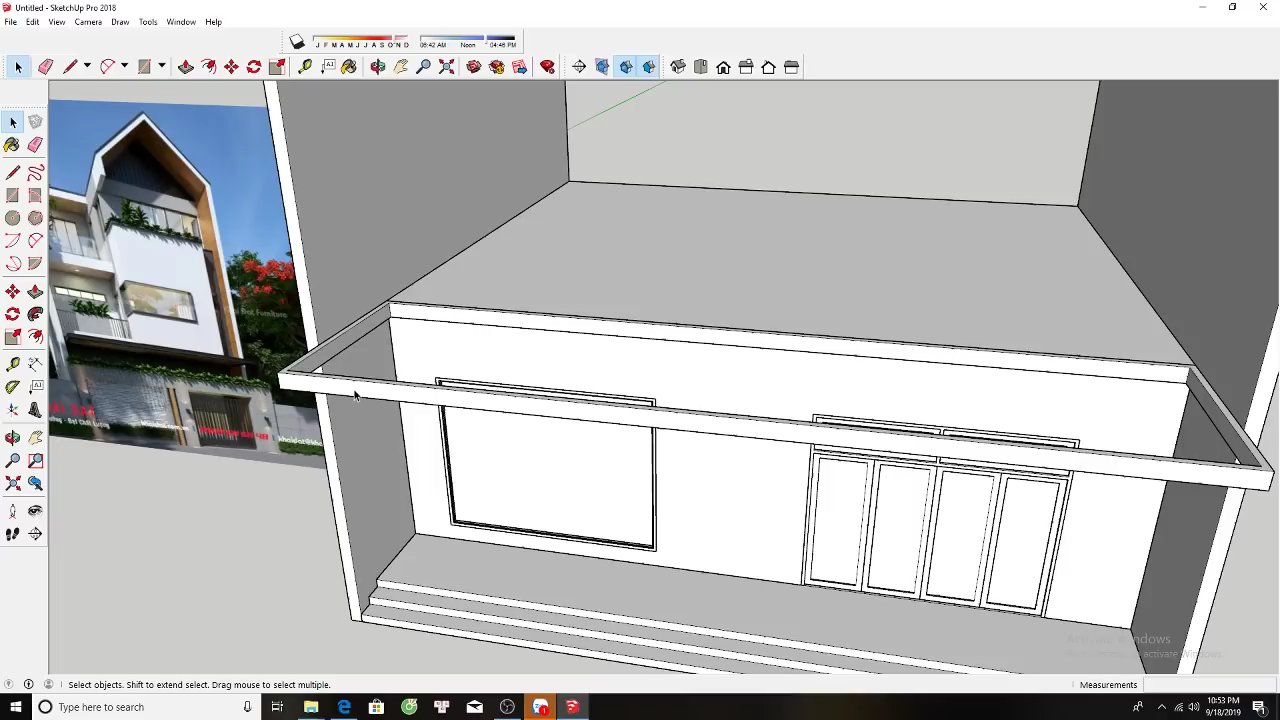 Untitled - SketchUp Pro 2018
File Edit View Camera Draw Tools Window Help
J F M A M J J A S O N D
06:42 AM Noon 04:46 PM
Activate Windows
Select objects. Shift to extend select. Drag mouse to select multiple.
Measurements
Type here to search
10:53 PM
9/18/2019